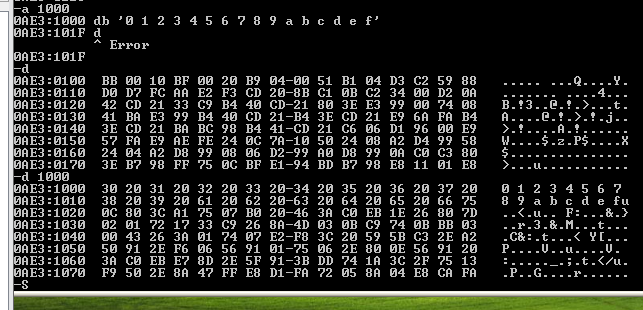 -a 1000
0AE3:1000 db '0 1 2 3 4 5 6 7 8 9 a b c d e f'
0AE3:101F d
^ Error
0AE3:101F
-d
0AE3:0100 BB 00 10 BF 00 20 B9 04-00 51 B1 04 D3 C2 59 88 ..... ...Q....Y.
0AE3:0110 D0 D7 FC AA E2 F3 CD 20-8B C1 0B C2 34 00 D2 0A ....... ....4...
0AE3:0120 42 CD 21 33 C9 B4 40 CD-21 80 3E E3 99 00 74 08 B.!3..@.!.>...t.
0AE3:0130 41 BA E3 99 B4 40 CD 21-B4 3E CD 21 E9 6A FA B4 A....@.!.>.!.j..
0AE3:0140 3E CD 21 BA BC 98 B4 41-CD 21 C6 06 D1 96 00 E9 >.!....A.!......
0AE3:0150 57 FA E9 AE FE 24 0C 7A-10 50 24 08 A2 D4 99 58 W....$.z.P$....X
0AE3:0160 24 04 A2 D8 99 08 06 D2-99 A0 D8 99 0A C0 C3 80 $...............
0AE3:0170 3E B7 98 FF 75 0C BF E1-94 BD B7 98 E8 11 01 E8 >...u...........
-d 1000
0AE3:1000 30 20 31 20 32 20 33 20-34 20 35 20 36 20 37 20 0 1 2 3 4 5 6 7
0AE3:1010 38 20 39 20 61 20 62 20-63 20 64 20 65 20 66 75 8 9 a b c d e fu
0AE3:1020 0C 80 3C A1 75 07 B0 20-46 3A C0 EB 1E 26 80 7D ..<.u.. F:...&.}
0AE3:1030 02 01 72 17 33 C9 26 8A-4D 03 0B C9 74 0B BB 03 ..r.3.&.M...t...
0AE3:1040 00 43 26 3A 01 74 07 E2-F8 3C 20 59 5B C3 2E A2 .C&:.t...< Y[...
0AE3:1050 50 91 2E F6 06 56 91 01-75 06 2E 80 0E 56 91 20 P....V..u....V.
0AE3:1060 3A C0 EB E7 8D 2E 5F 91-3B DD 74 1A 3C 2F 75 13 :....._.;.t.</u.
0AE3:1070 F9 50 2E 8A 47 FF E8 D1-FA 72 05 8A 04 E8 CA FA .P..G....r......
-S